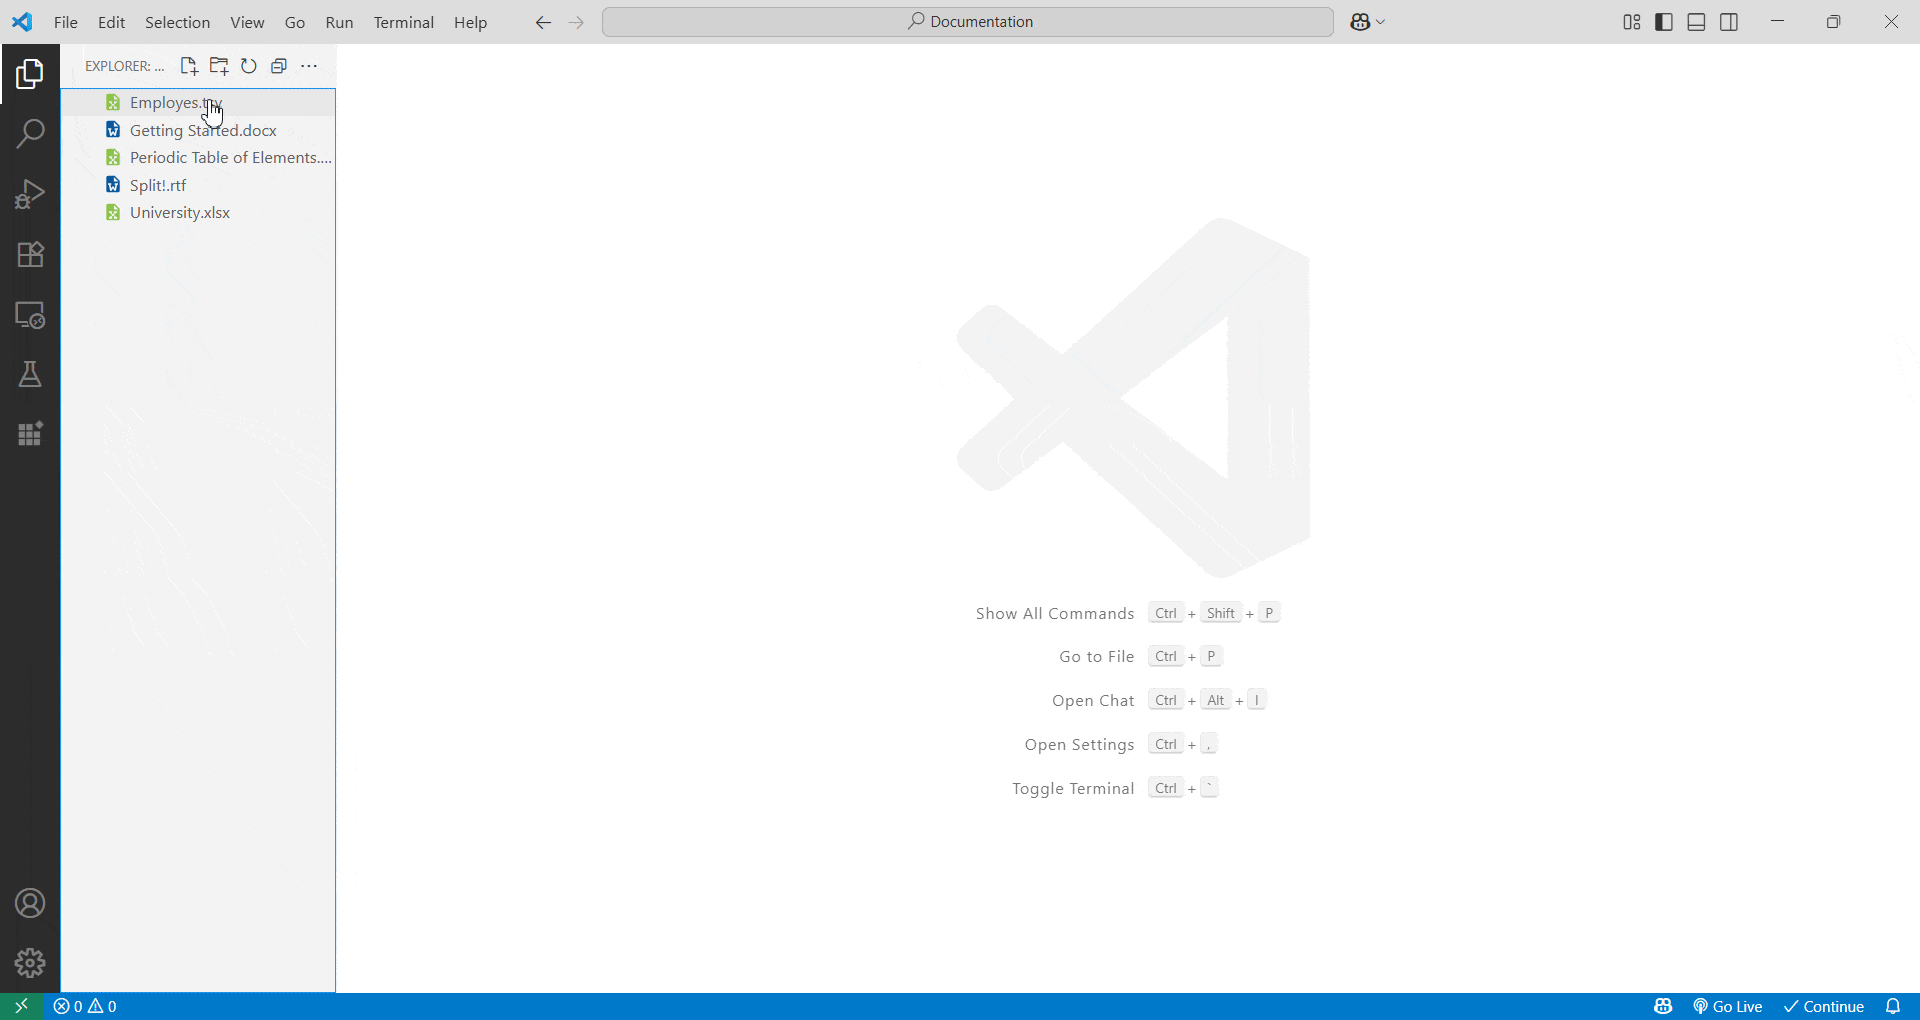 File Edit Selection View Go Run Terminal Help
Documentation
EXPLORER: ...
Getting Started.docx
Periodic Table of Elements....
Split!.rtf
University.xlsx
Show All Commands Ctrl + Shift + P
Go to File Ctrl + P
Open Chat Ctrl + Alt + I
Open Settings Ctrl + ,
Toggle Terminal Ctrl + `
0 0
Go Live Continue